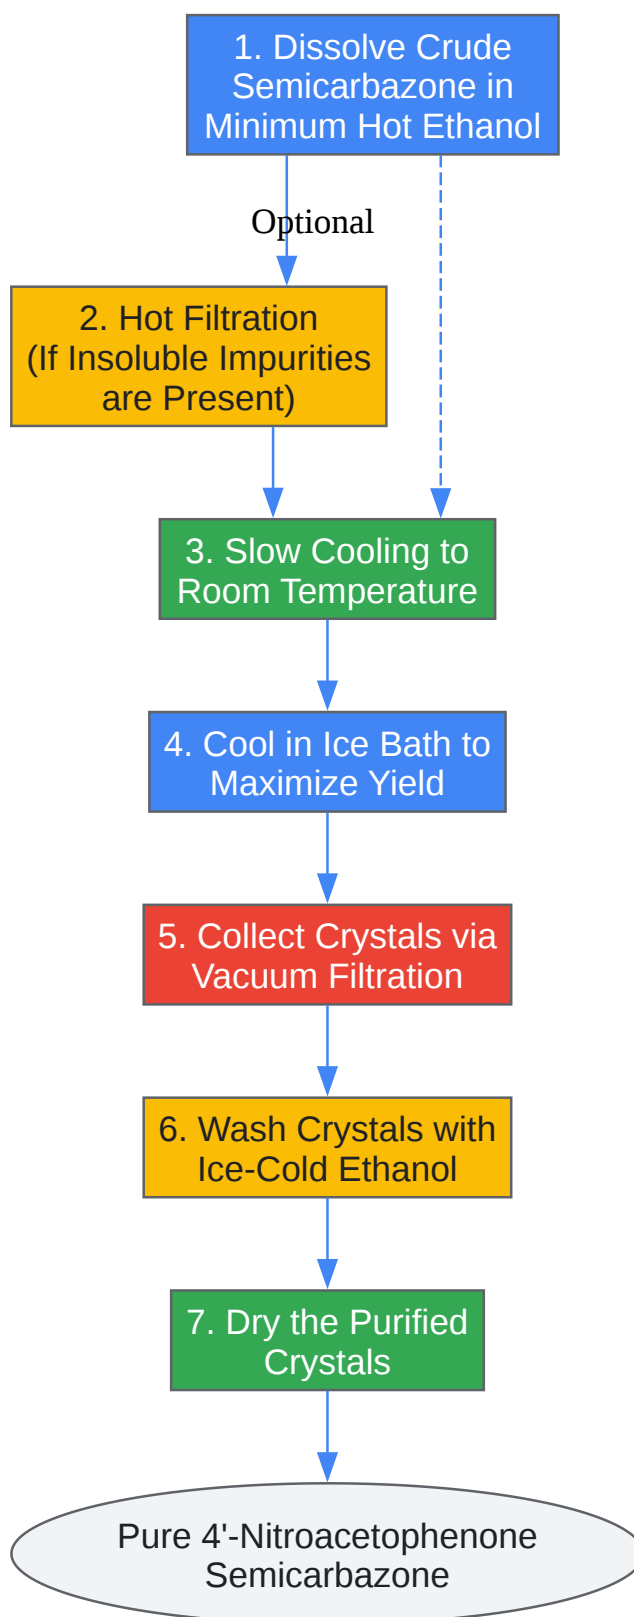 1. Dissolve Crude
Semicarbazone in
Minimum Hot Ethanol
Optional
2. Hot Filtration
(If Insoluble Impurities
are Present)
3. Slow Cooling to
Room Temperature
4. Cool in Ice Bath to
Maximize Yield
5. Collect Crystals via
Vacuum Filtration
6. Wash Crystals with
Ice-Cold Ethanol
7. Dry the Purified
Crystals
Pure 4'-Nitroacetophenone
Semicarbazone